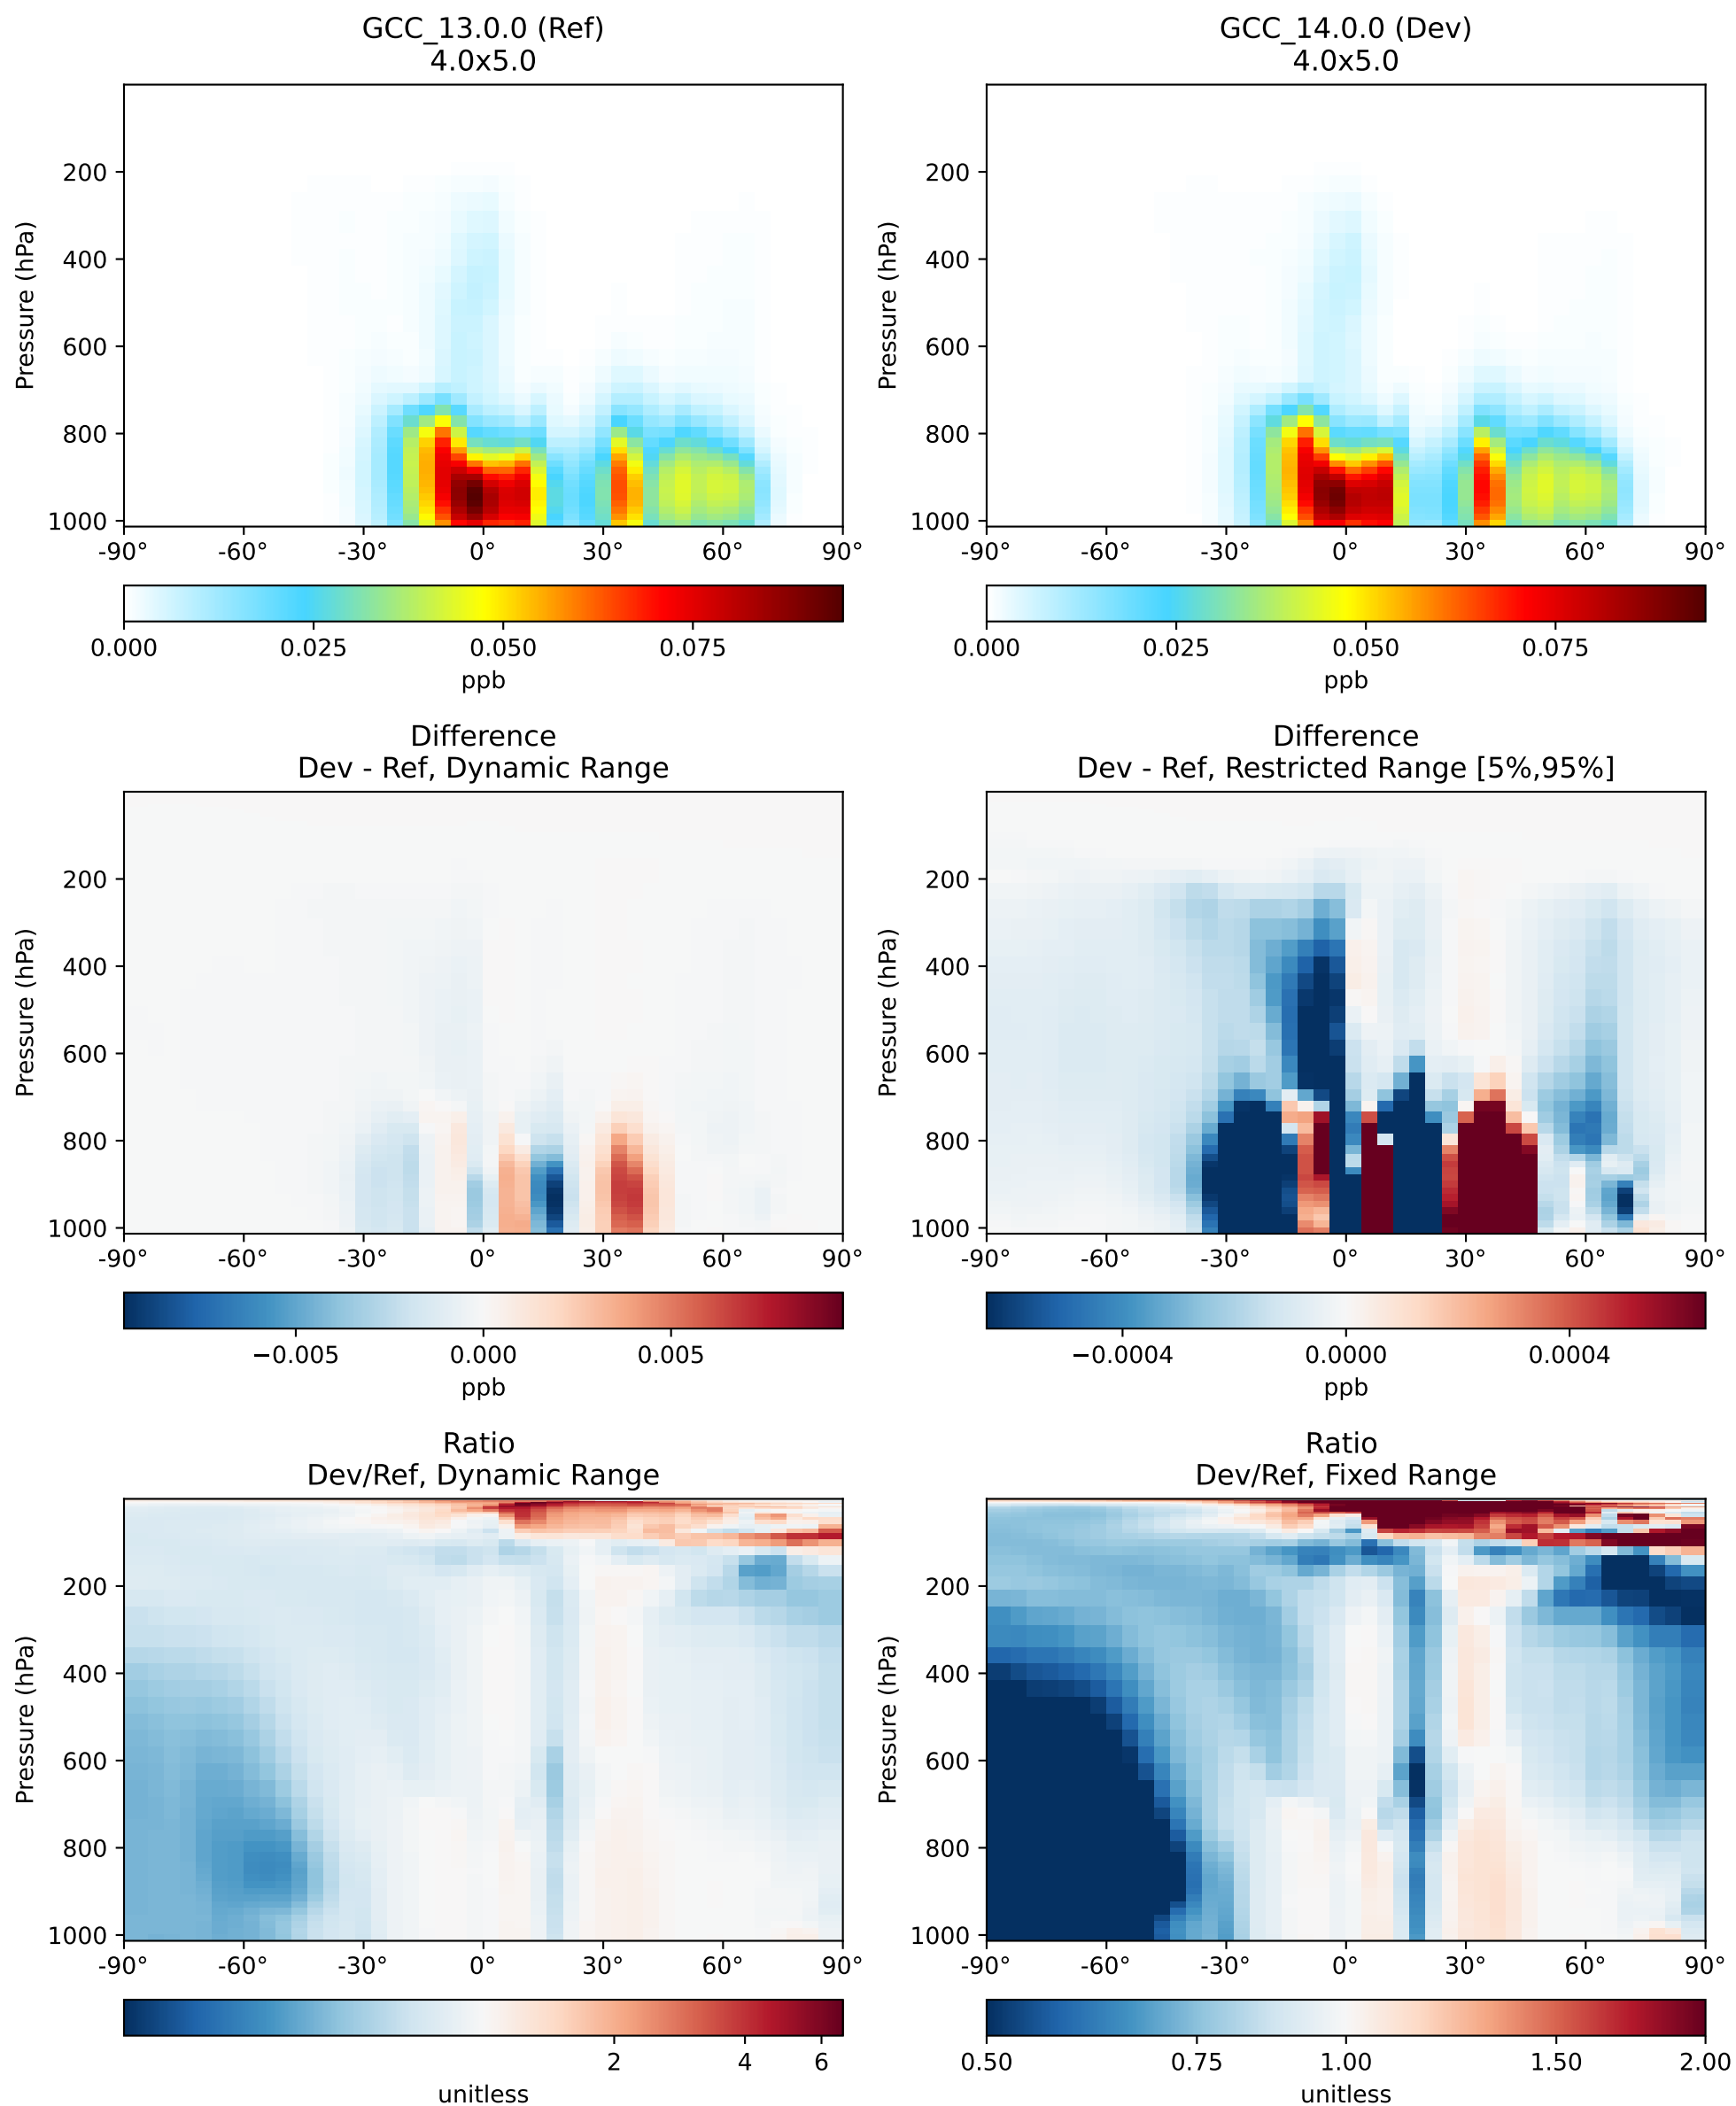 GCC_13.0.0 (Ref)
4.0x5.0
Pressure (hPa)
200
400
600
800
1000
-90° -60° -30° 0° 30° 60° 90°
0.000 0.025 0.050 0.075
ppb
GCC_14.0.0 (Dev)
4.0x5.0
Pressure (hPa)
200
400
600
800
1000
-90° -60° -30° 0° 30° 60° 90°
0.000 0.025 0.050 0.075
ppb
Difference
Dev - Ref, Dynamic Range
Pressure (hPa)
200
400
600
800
1000
-90° -60° -30° 0° 30° 60° 90°
−0.005 0.000 0.005
ppb
Difference
Dev - Ref, Restricted Range [5%,95%]
Pressure (hPa)
200
400
600
800
1000
-90° -60° -30° 0° 30° 60° 90°
−0.0004 0.0000 0.0004
ppb
Ratio
Dev/Ref, Dynamic Range
Pressure (hPa)
200
400
600
800
1000
-90° -60° -30° 0° 30° 60° 90°
2 4 6
unitless
Ratio
Dev/Ref, Fixed Range
Pressure (hPa)
200
400
600
800
1000
-90° -60° -30° 0° 30° 60° 90°
0.50 0.75 1.00 1.50 2.00
unitless